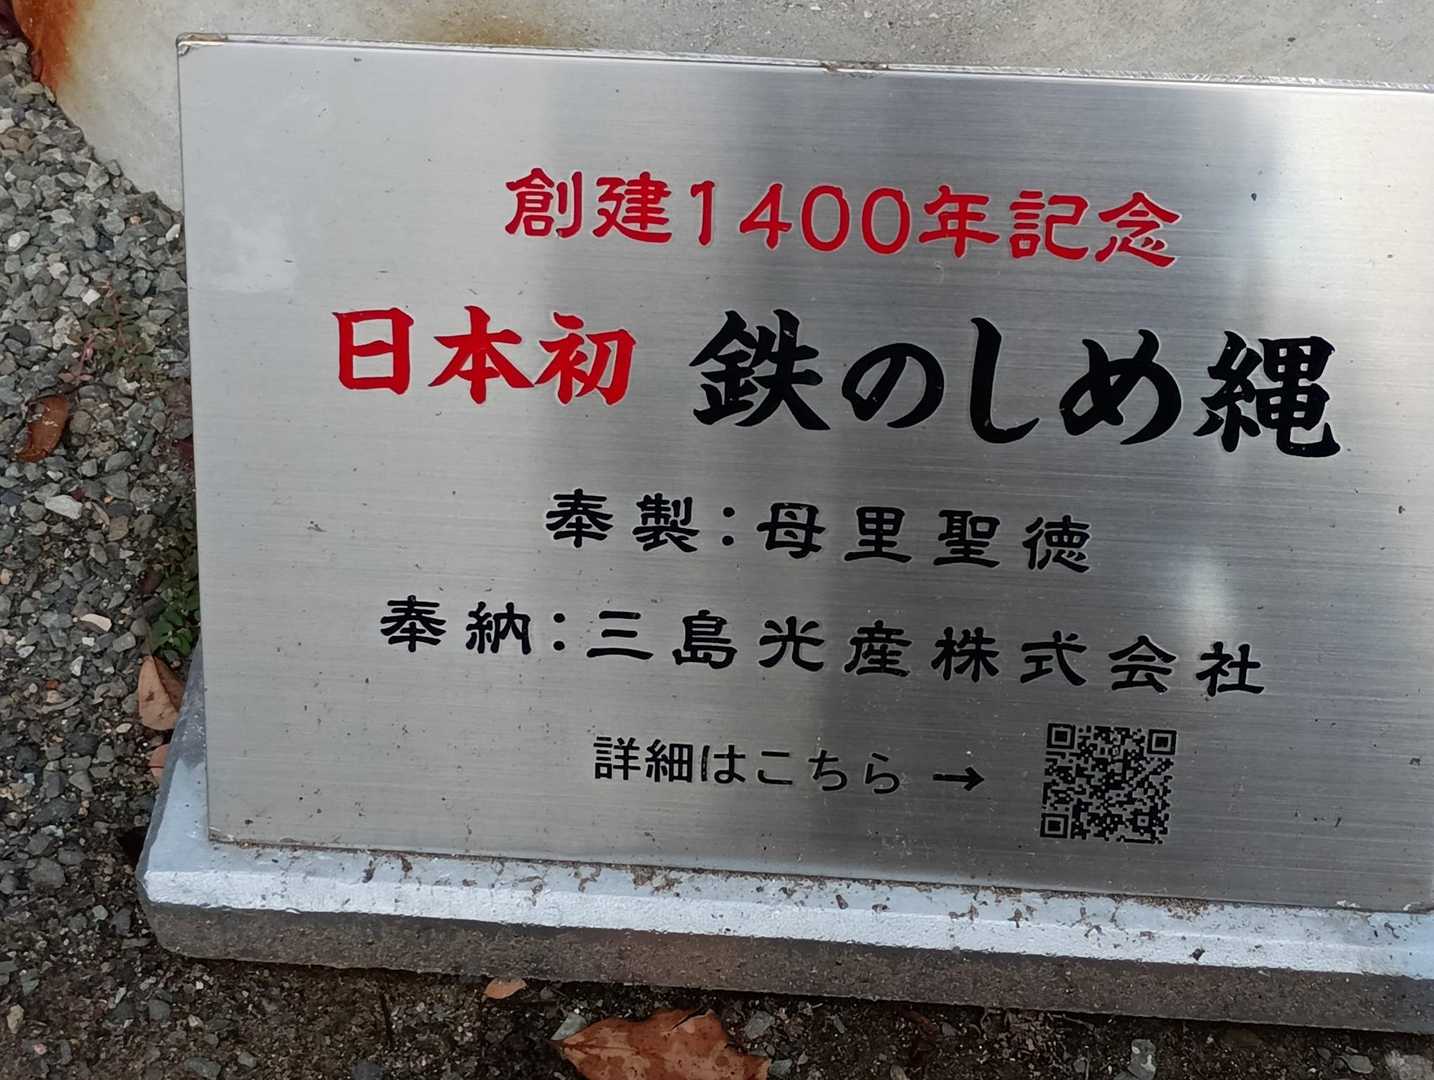 創建1400年記念
日本初 鉄のしめ縄
奉製：母里聖徳
奉納：三島光産株式会社
詳細はこちら →